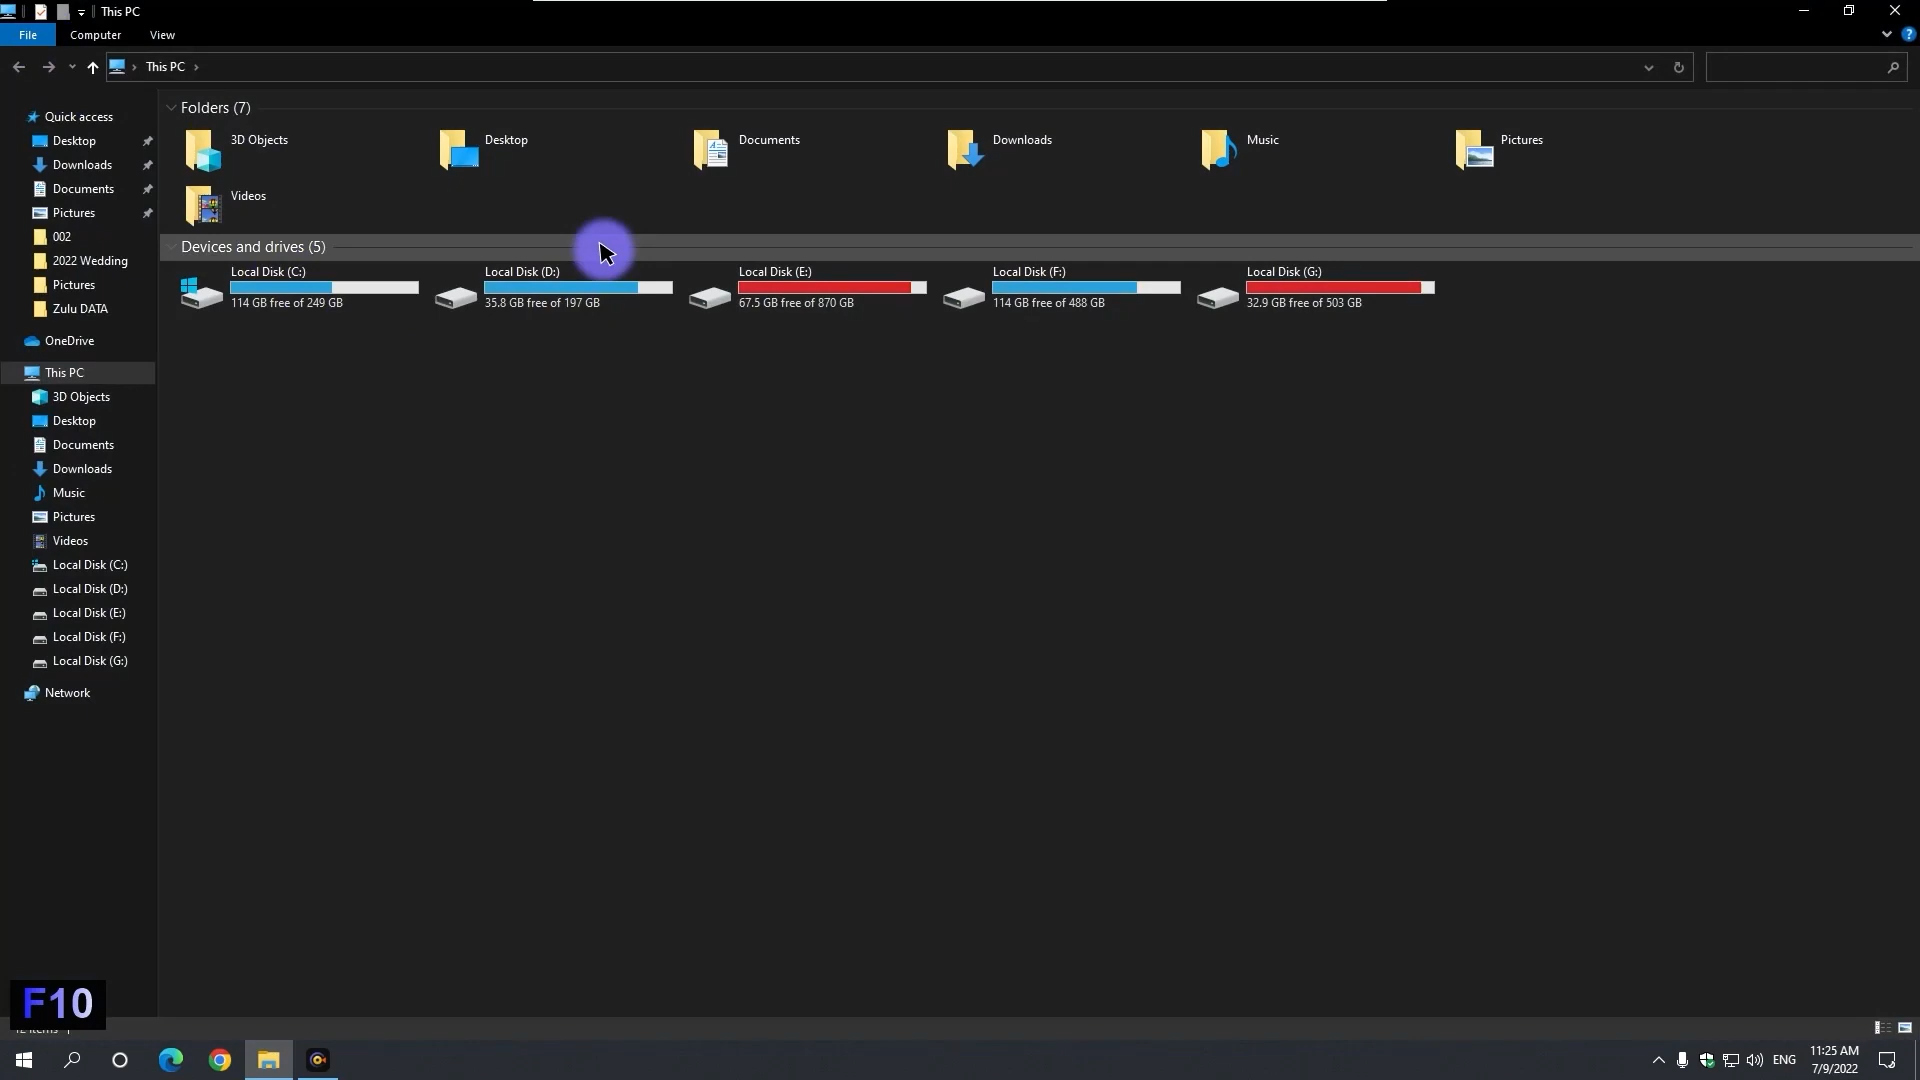 This PC
File Computer View
This PC
Folders (7)
3D Objects Desktop Documents Downloads Music Pictures
Videos
Devices and drives (5)
Local Disk (C:) Local Disk (D:) Local Disk (E:) Local Disk (F:) Local Disk (G:)
114 GB free of 249 GB 35.8 GB free of 197 GB 67.5 GB free of 870 GB 114 GB free of 488 GB 32.9 GB free of 503 GB
Quick access
Desktop
Downloads
Documents
Pictures
002
2022 Wedding
Pictures
Zulu DATA
OneDrive
This PC
3D Objects
Desktop
Documents
Downloads
Music
Pictures
Videos
Local Disk (C:)
Local Disk (D:)
Local Disk (E:)
Local Disk (F:)
Local Disk (G:)
Network
F10
12 items
ENG
11:25 AM
7/9/2022